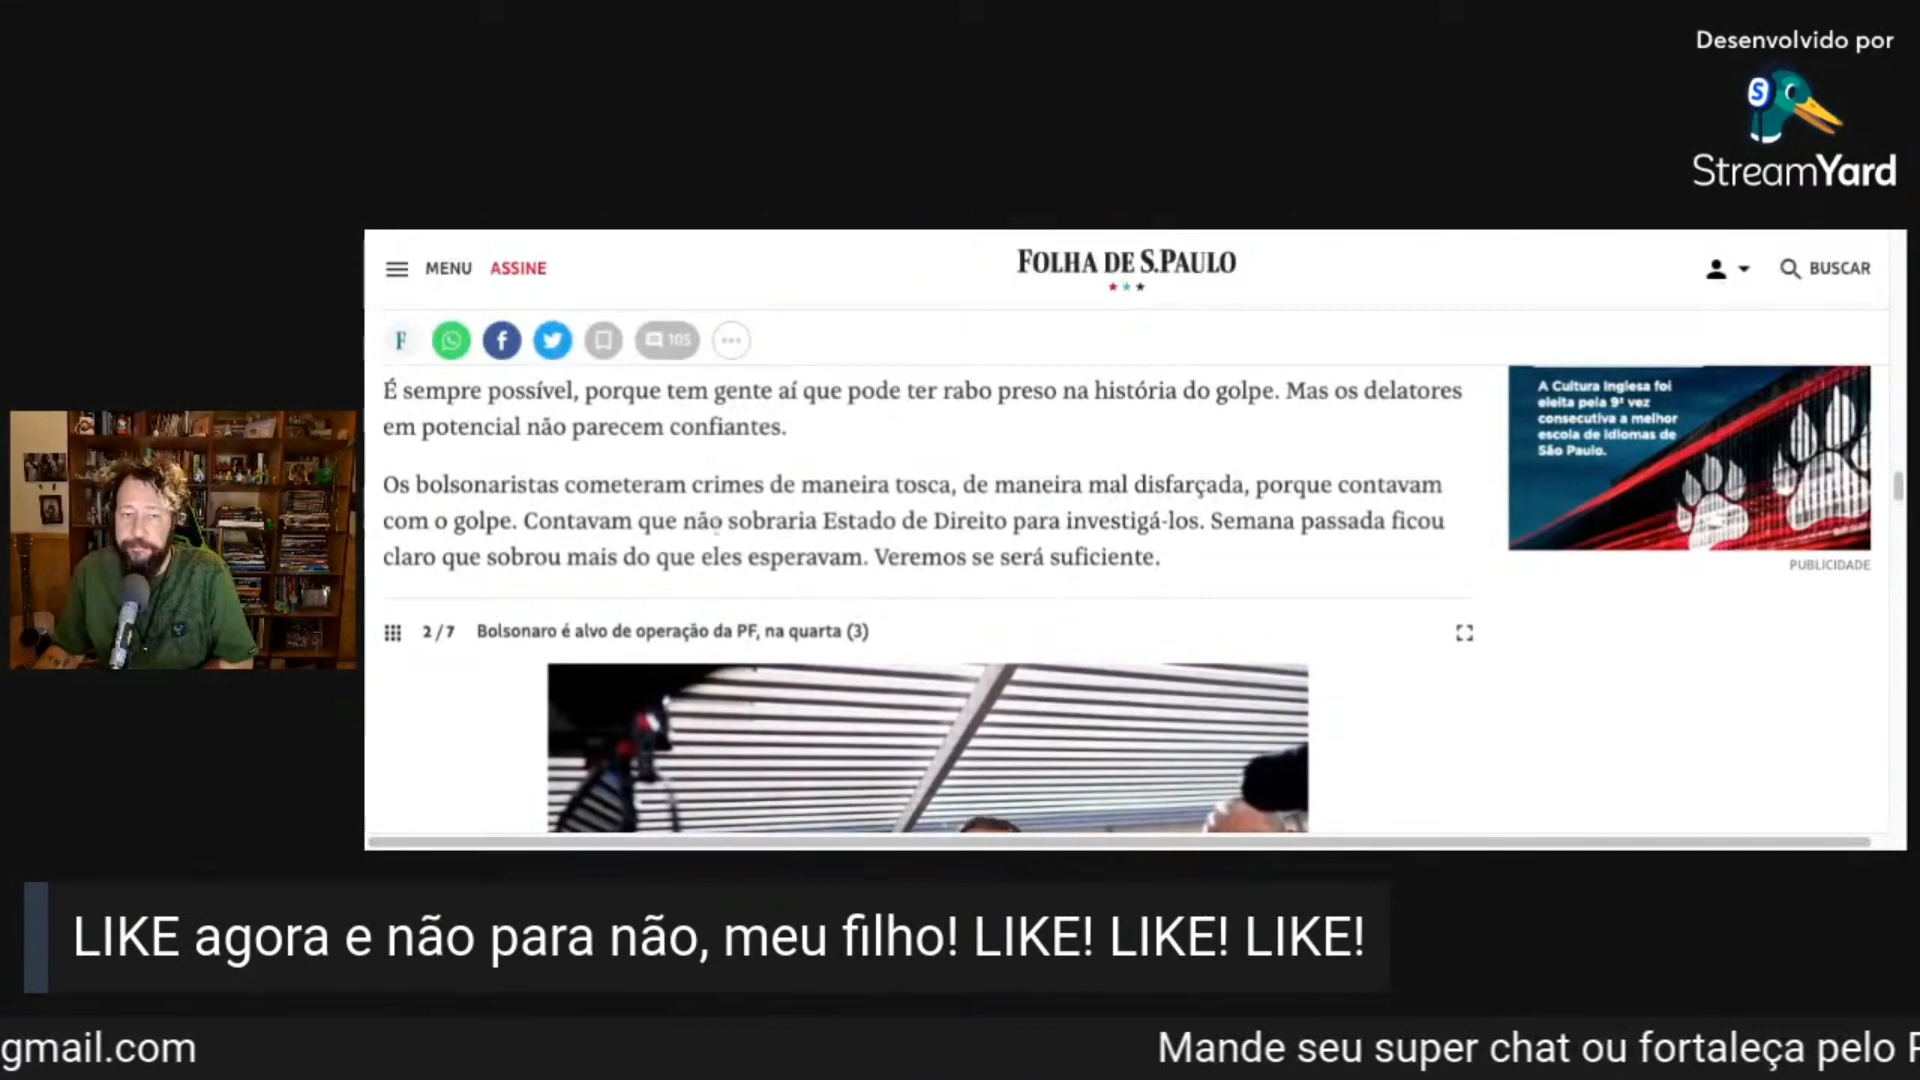 Desenvolvido por
S
StreamYard
MENU ASSINE
FOLHA DE S.PAULO
BUSCAR
F
f
105
É sempre possível, porque tem gente aí que pode ter rabo preso na história do golpe. Mas os delatores
em potencial não parecem confiantes.
Os bolsonaristas cometeram crimes de maneira tosca, de maneira mal disfarçada, porque contavam
com o golpe. Contavam que não sobraria Estado de Direito para investigá-los. Semana passada ficou
claro que sobrou mais do que eles esperavam. Veremos se será suficiente.
A Cultura Inglesa foi
eleita pela 9ª vez
consecutiva a melhor
escola de idiomas de
São Paulo.
PUBLICIDADE
2/7 Bolsonaro é alvo de operação da PF, na quarta (3)
LIKE agora e não para não, meu filho! LIKE! LIKE! LIKE!
gmail.com
Mande seu super chat ou fortaleça pelo P